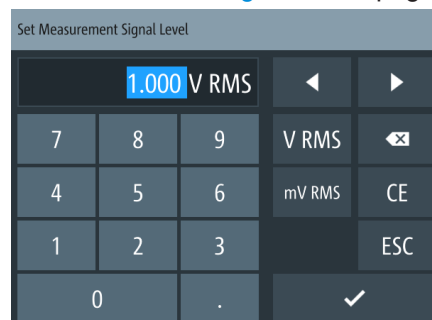 Set Measurement Signal Level
1.000 V RMS
7 8 9 V RMS
4 5 6 mV RMS CE
1 2 3 ESC
0 .